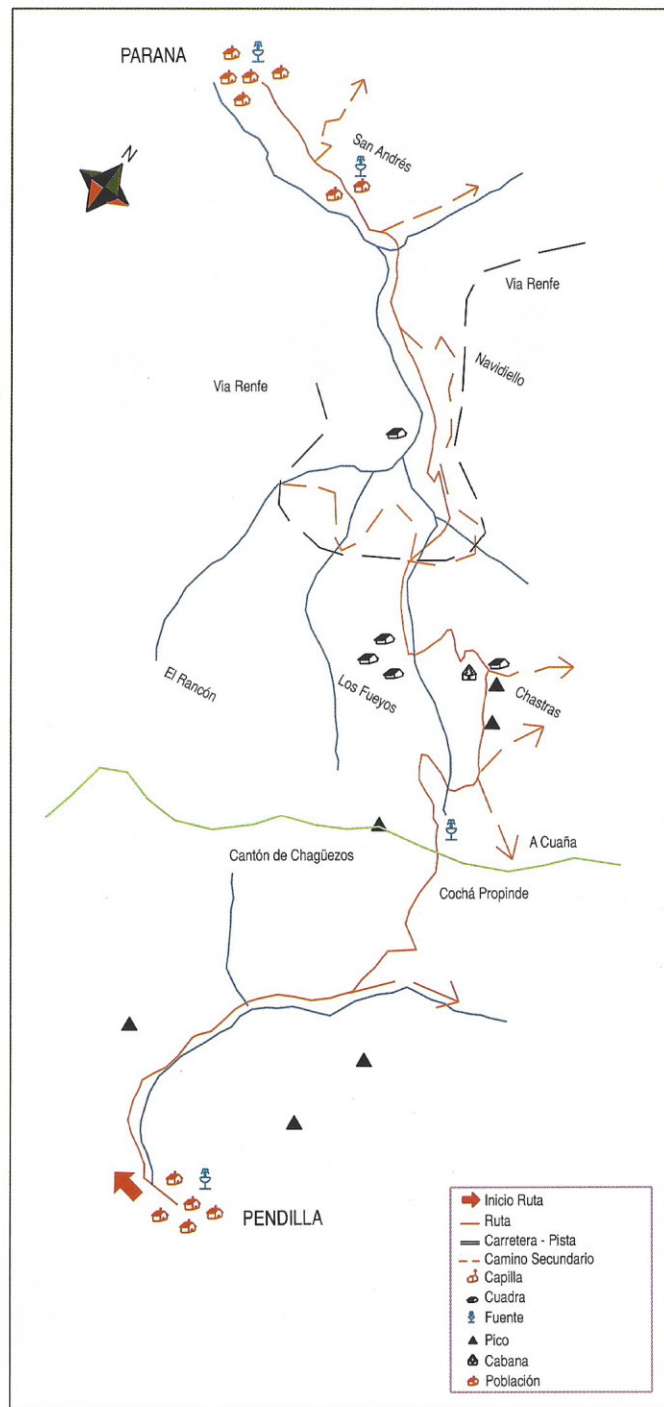 PARANA
N
San Andrés
Via Renfe
Navidiello
Via Renfe
El Rancón
Los Fueyos
Chastras
A Cuaña
Cantón de Chagüezos
Cochá Propinde
PENDILLA
Inicio Ruta
Ruta
Carretera - Pista
Camino Secundario
Capilla
Cuadra
Fuente
Pico
Cabana
Población